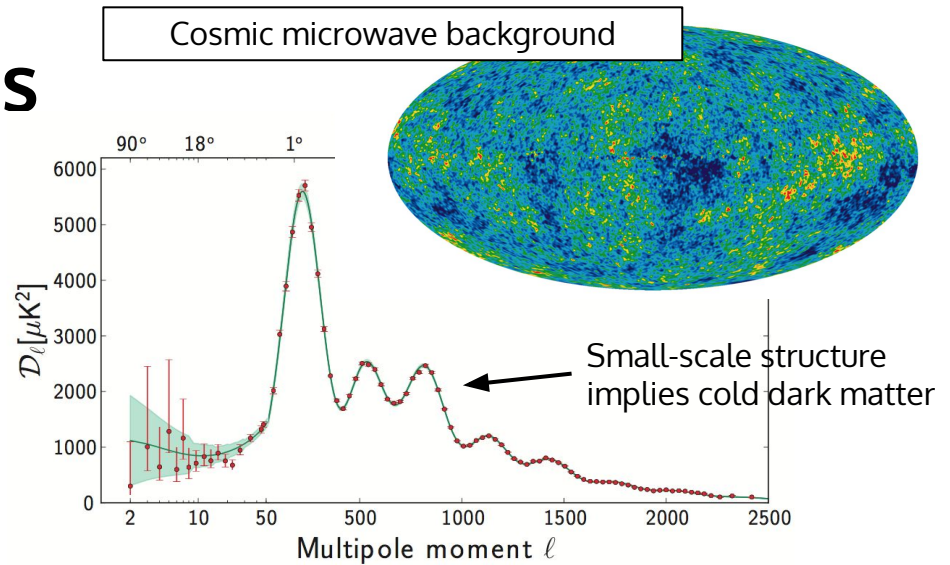 Cosmic microwave background
s
90° 18° 1°
6000
5000
4000
3000
2000
1000
0
𝒟ℓ[μK²]
Small-scale structure
implies cold dark matter
2 10 50 500 1000 1500 2000 2500
Multipole moment ℓ